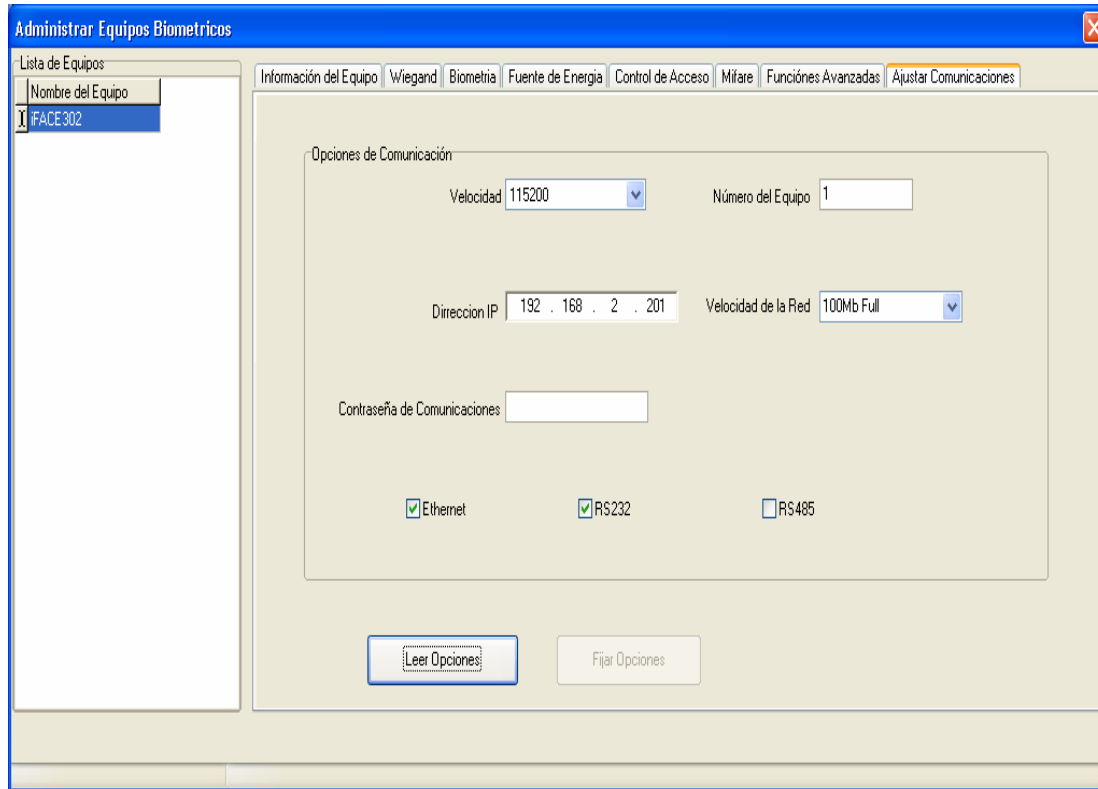 Administrar Equipos Biometricos
Lista de Equipos
Nombre del Equipo
iFACE302
Información del Equipo Wiegand Biometria Fuente de Energia Control de Acceso Mifare Funciónes Avanzadas Ajustar Comunicaciones
Opciones de Comunicación
Velocidad 115200 Número del Equipo 1
Direccion IP 192 . 168 . 2 . 201 Velocidad de la Red 100Mb Full
Contraseña de Comunicaciones
Ethernet RS232 RS485
Leer Opciones Fijar Opciones